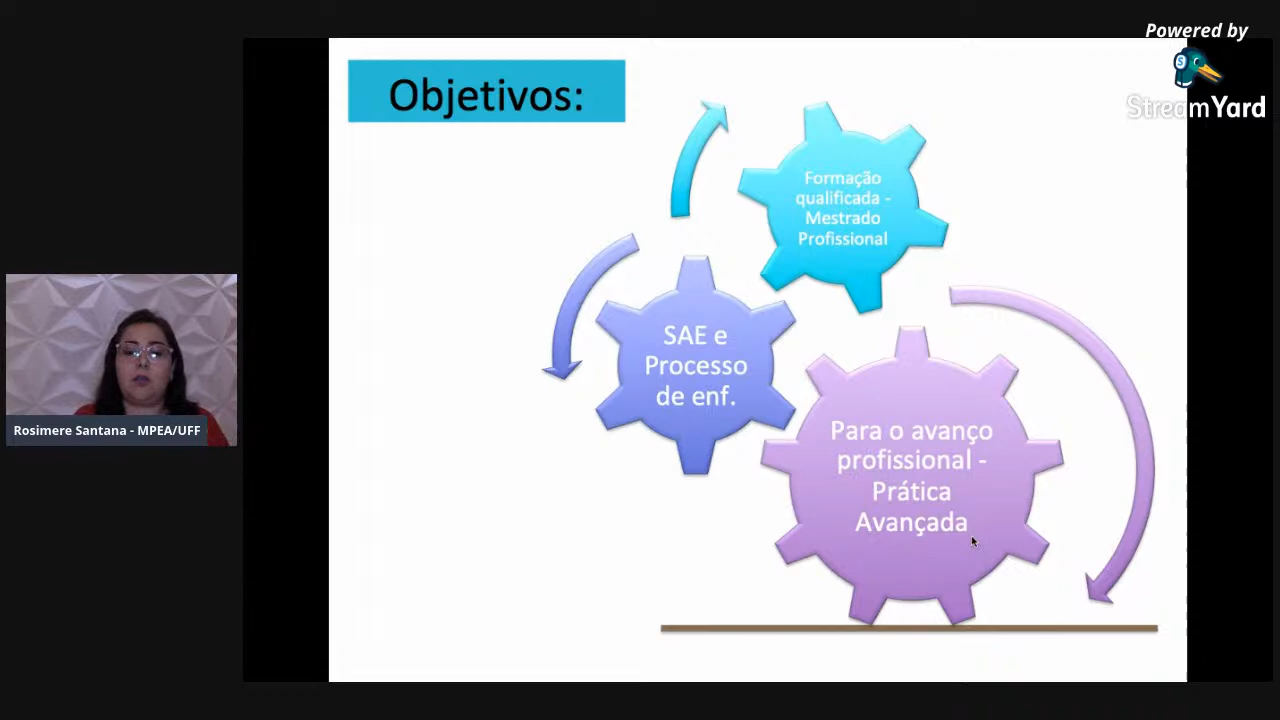 Powered by
StreamYard
Objetivos:
Formação
qualificada -
Mestrado
Profissional
SAE e
Processo
de enf.
Para o avanço
profissional -
Prática
Avançada
Rosimere Santana - MPEA/UFF